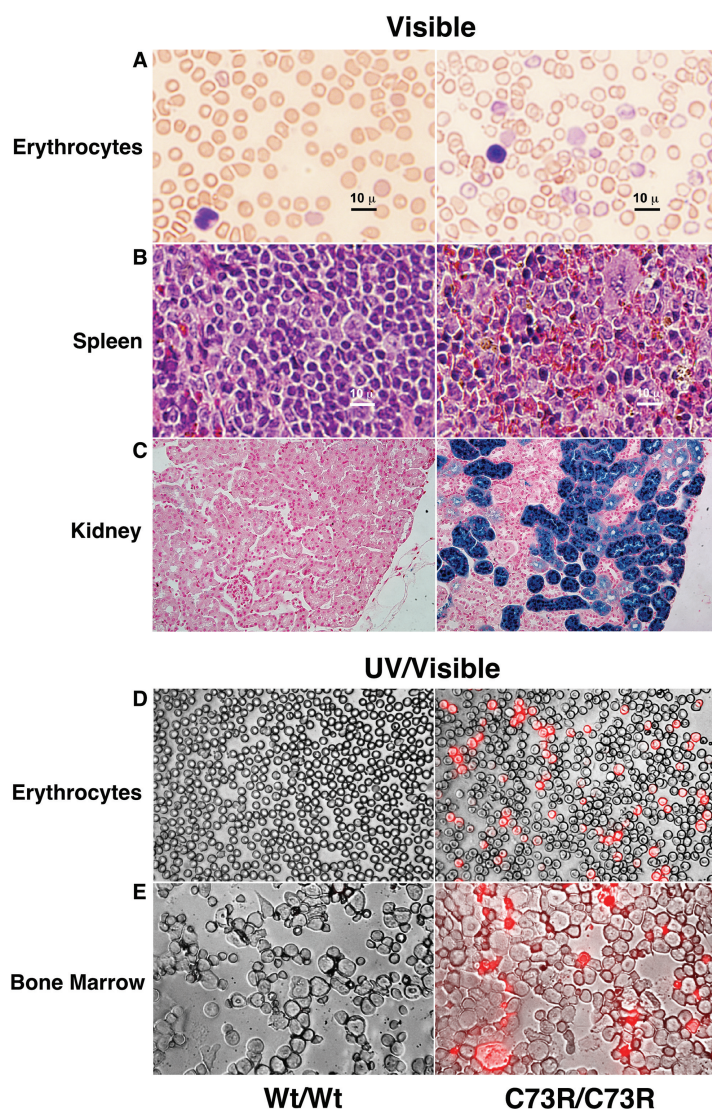 Visible
A
Erythrocytes
10 μ
10 μ
B
Spleen
10 μ
10 μ
C
Kidney
UV/Visible
D
Erythrocytes
E
Bone Marrow
Wt/Wt
C73R/C73R